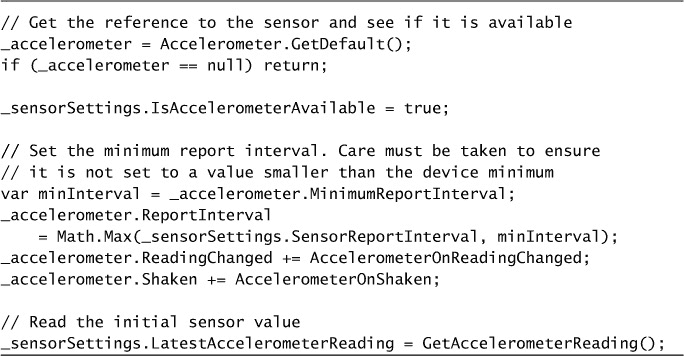 // Get the reference to the sensor and see if it is available
_accelerometer = Accelerometer.GetDefault();
if (_accelerometer == null) return;

_sensorSettings.IsAccelerometerAvailable = true;

// Set the minimum report interval. Care must be taken to ensure
// it is not set to a value smaller than the device minimum
var minInterval = _accelerometer.MinimumReportInterval;
_accelerometer.ReportInterval
    = Math.Max(_sensorSettings.SensorReportInterval, minInterval);
_accelerometer.ReadingChanged += AccelerometerOnReadingChanged;
_accelerometer.Shaken += AccelerometerOnShaken;

// Read the initial sensor value
_sensorSettings.LatestAccelerometerReading = GetAccelerometerReading();